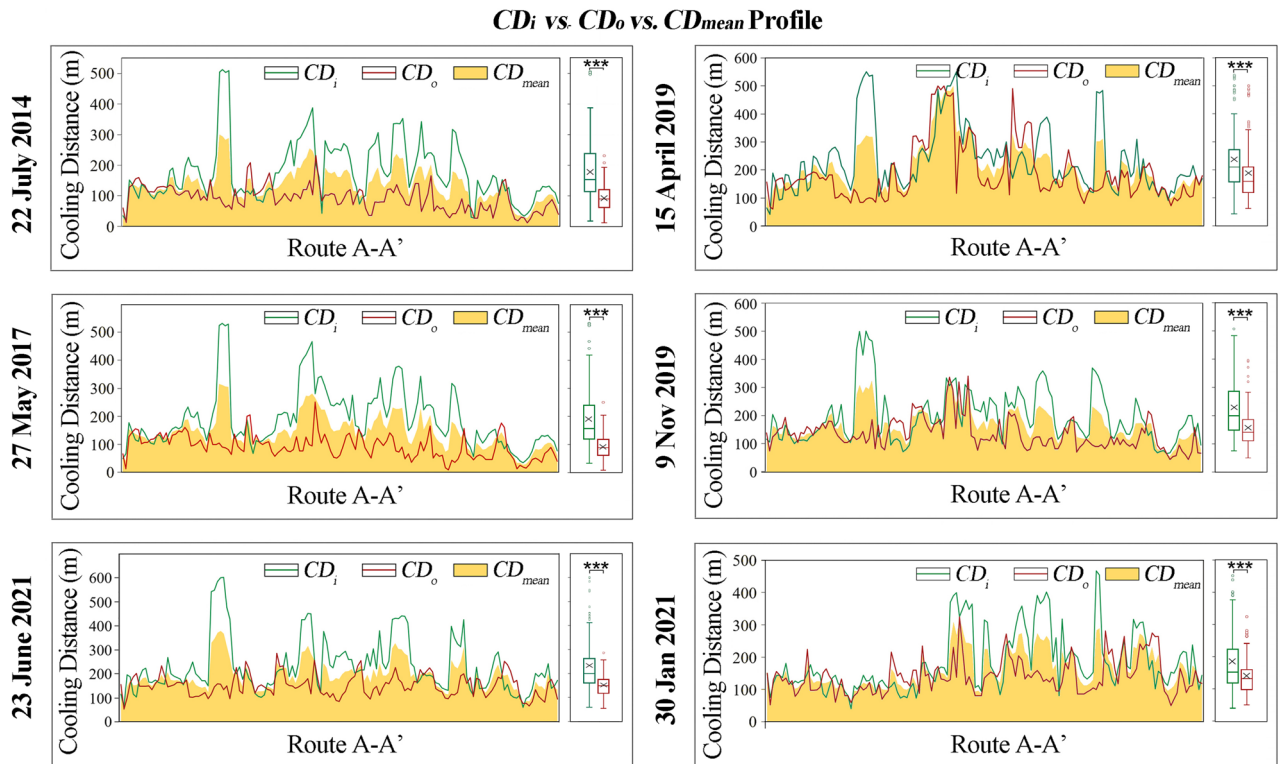 CDi vs. CDo vs. CDmean Profile
22 July 2014
Cooling Distance (m)
500
400
300
200
100
0
CDi
CDo
CDmean
***
Route A-A’
15 April 2019
Cooling Distance (m)
600
500
400
300
200
100
0
CDi
CDo
CDmean
***
Route A-A’
27 May 2017
Cooling Distance (m)
500
400
300
200
100
0
CDi
CDo
CDmean
***
Route A-A’
9 Nov 2019
Cooling Distance (m)
600
500
400
300
200
100
0
CDi
CDo
CDmean
***
Route A-A’
23 June 2021
Cooling Distance (m)
600
500
400
300
200
100
0
CDi
CDo
CDmean
***
Route A-A’
30 Jan 2021
Cooling Distance (m)
500
400
300
200
100
0
CDi
CDo
CDmean
***
Route A-A’